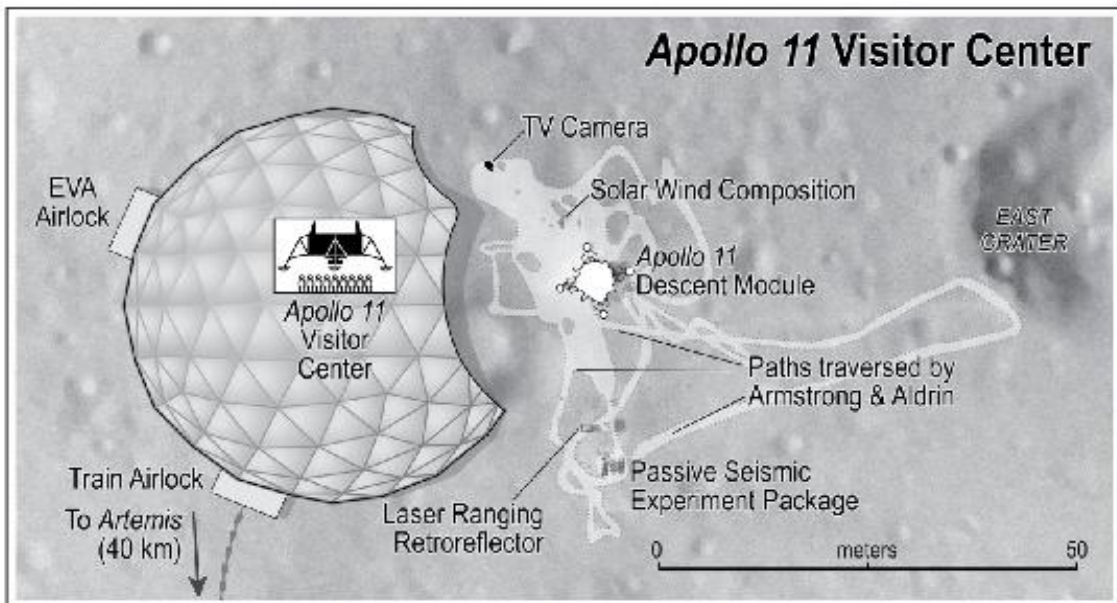 Apollo 11 Visitor Center
TV Camera
EVA
Airlock
Solar Wind Composition
EAST
CRATER
Apollo 11
Descent Module
Apollo 11
Visitor
Center
Paths traversed by
Armstrong & Aldrin
Train Airlock
To Artemis
(40 km)
Laser Ranging
Retroreflector
Passive Seismic
Experiment Package
0 meters 50